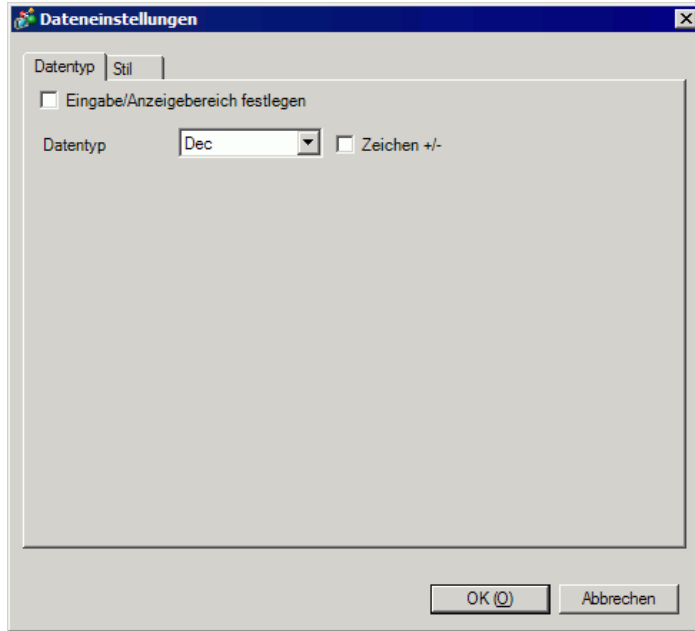 Dateneinstellungen
Datentyp Stil
Eingabe/Anzeigebereich festlegen
Datentyp Dec Zeichen +/-
OK (O) Abbrechen